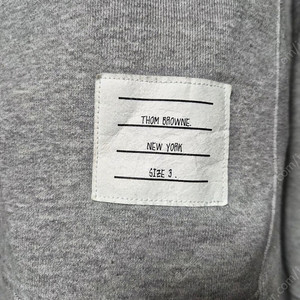 THOM BROWNE.
NEW YORK
SIZE 3 .